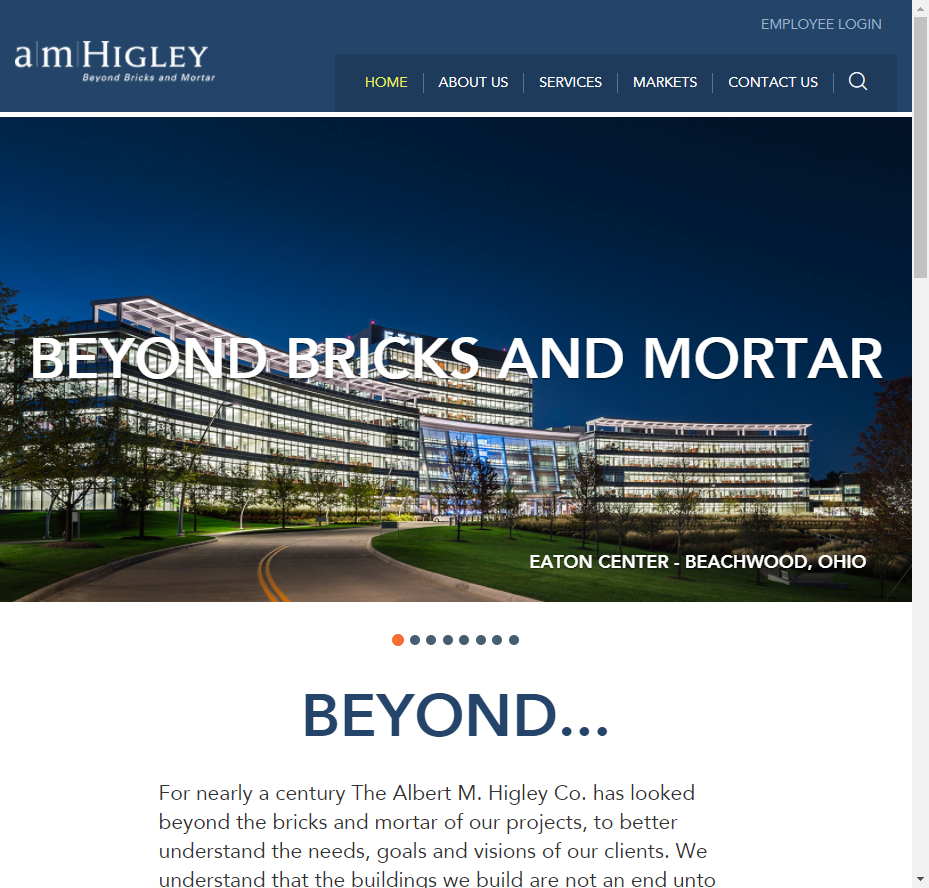 EMPLOYEE LOGIN
a|m|HIGLEY
Beyond Bricks and Mortar
HOME
ABOUT US
SERVICES
MARKETS
CONTACT US
BEYOND BRICKS AND MORTAR
EATON CENTER - BEACHWOOD, OHIO
BEYOND...
For nearly a century The Albert M. Higley Co. has looked
beyond the bricks and mortar of our projects, to better
understand the needs, goals and visions of our clients. We
understand that the buildings we build are not an end unto